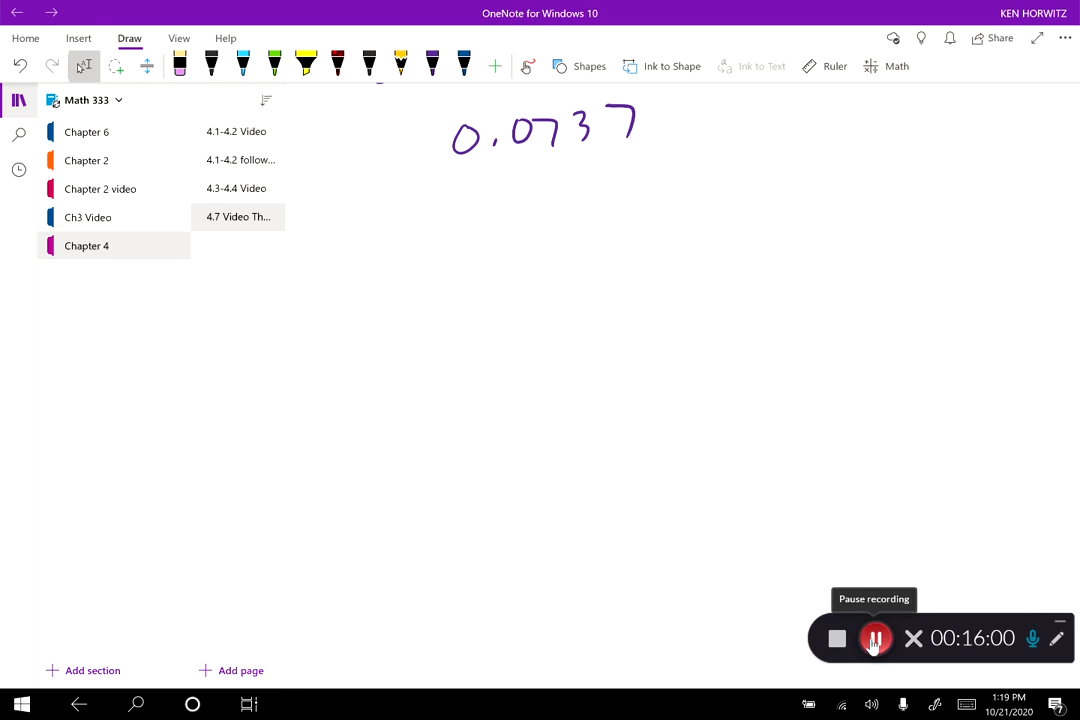 OneNote for Windows 10
KEN HORWITZ
Home Insert Draw View Help
Share
Shapes Ink to Shape Ink to Text Ruler Math
Math 333
Chapter 6
Chapter 2
Chapter 2 video
Ch3 Video
Chapter 4
4.1-4.2 Video
4.1-4.2 follow...
4.3-4.4 Video
4.7 Video Th...
0.0737
Pause recording
00:16:00
Add section
Add page
1:19 PM
10/21/2020
7